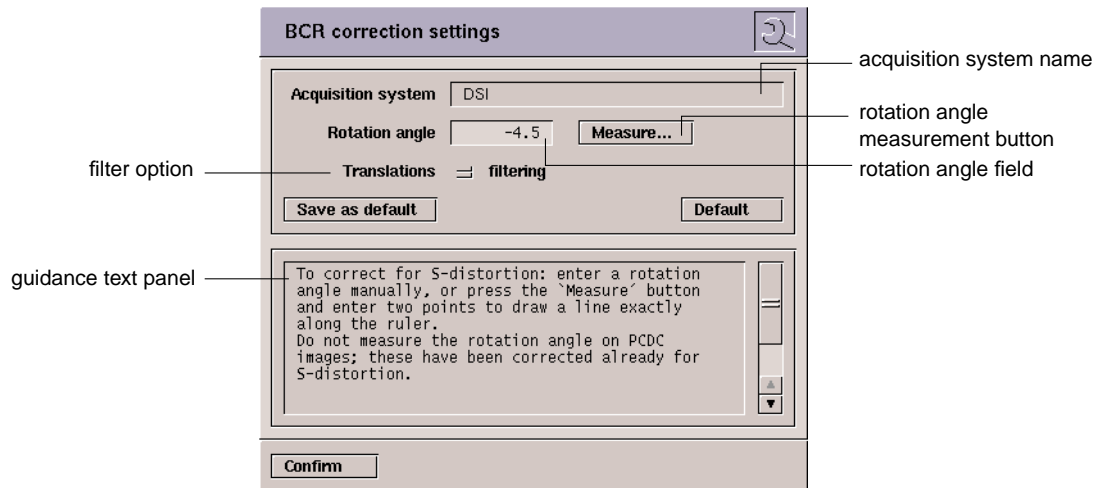 BCR correction settings
acquisition system name
Acquisition system DSI
rotation angle
measurement button
Rotation angle -4.5 Measure...
rotation angle field
filter option
Translations filtering
Save as default Default
guidance text panel
To correct for S-distortion: enter a rotation
angle manually, or press the `Measure´ button
and enter two points to draw a line exactly
along the ruler.
Do not measure the rotation angle on PCDC
images; these have been corrected already for
S-distortion.
Confirm